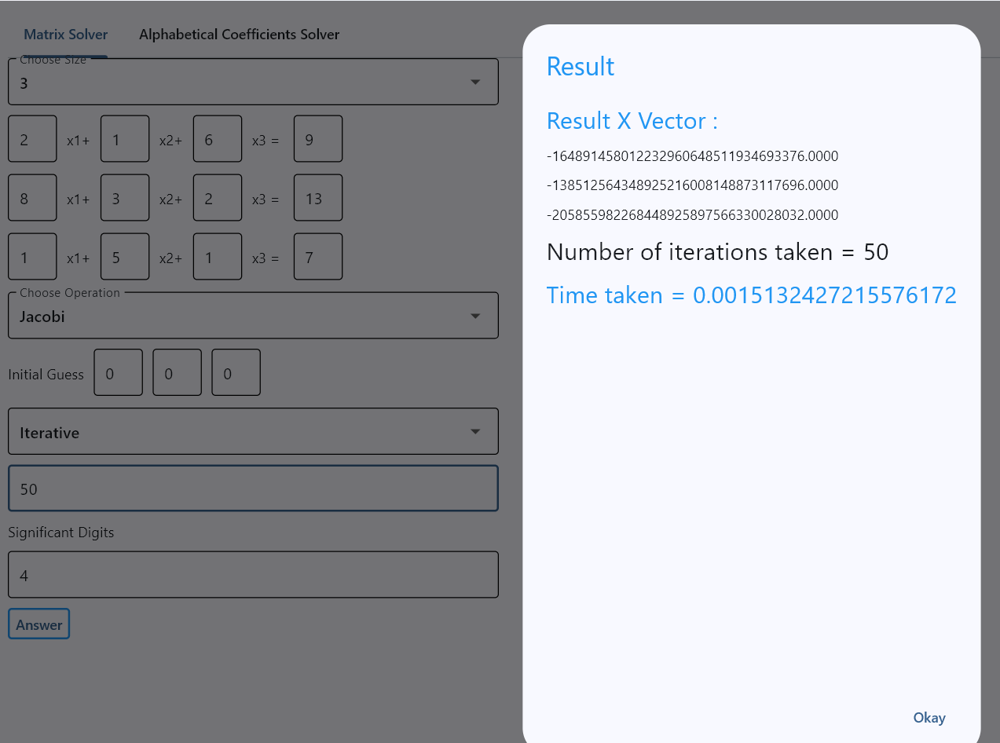 Matrix Solver Alphabetical Coefficients Solver
Choose Size
3
2 x1+ 1 x2+ 6 x3 = 9
8 x1+ 3 x2+ 2 x3 = 13
1 x1+ 5 x2+ 1 x3 = 7
Choose Operation
Jacobi
Initial Guess 0 0 0
Iterative
50
Significant Digits
4
Answer
Result
Result X Vector :
-16489145801223296064851193469​3376.0000
-138512564348925216008148873117696.0000
-205855982268448925897566330028032.0000
Number of iterations taken = 50
Time taken = 0.0015132427215576172
Okay